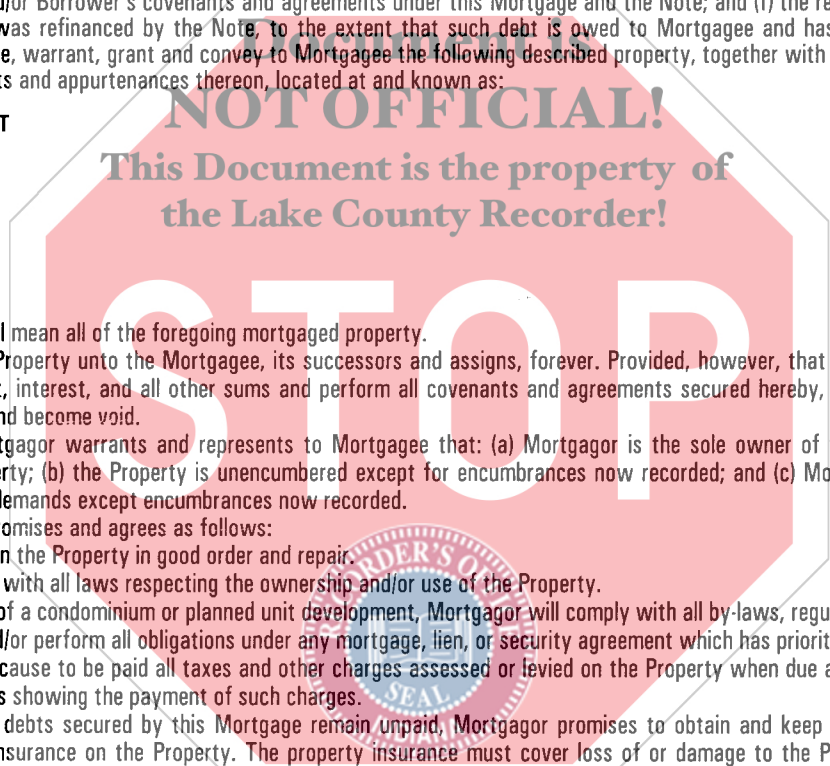 d/or Borrower's covenants and agreements under this Mortgage and the Note; and (f) the re
was refinanced by the Note, to the extent that such debt is owed to Mortgagee and has
Document is
e, warrant, grant and convey to Mortgagee the following described property, together with
ts and appurtenances thereon, located at and known as:
NOT OFFICIAL!
T
This Document is the property of
the Lake County Recorder!
STOP
l mean all of the foregoing mortgaged property.
Property unto the Mortgagee, its successors and assigns, forever. Provided, however, that
t, interest, and all other sums and perform all covenants and agreements secured hereby,
nd become void.
tgagor warrants and represents to Mortgagee that: (a) Mortgagor is the sole owner of
erty; (b) the Property is unencumbered except for encumbrances now recorded; and (c) Mo
demands except encumbrances now recorded.
omises and agrees as follows:
n the Property in good order and repair.
with all laws respecting the ownership and/or use of the Property.
of a condominium or planned unit development, Mortgagor will comply with all by-laws, regu
d/or perform all obligations under any mortgage, lien, or security agreement which has priorit
cause to be paid all taxes and other charges assessed or levied on the Property when due a
s showing the payment of such charges.
debts secured by this Mortgage remain unpaid, Mortgagor promises to obtain and keep
nsurance on the Property. The property insurance must cover loss of or damage to the P
RECORDER'S OF
SEAL
INDIANA